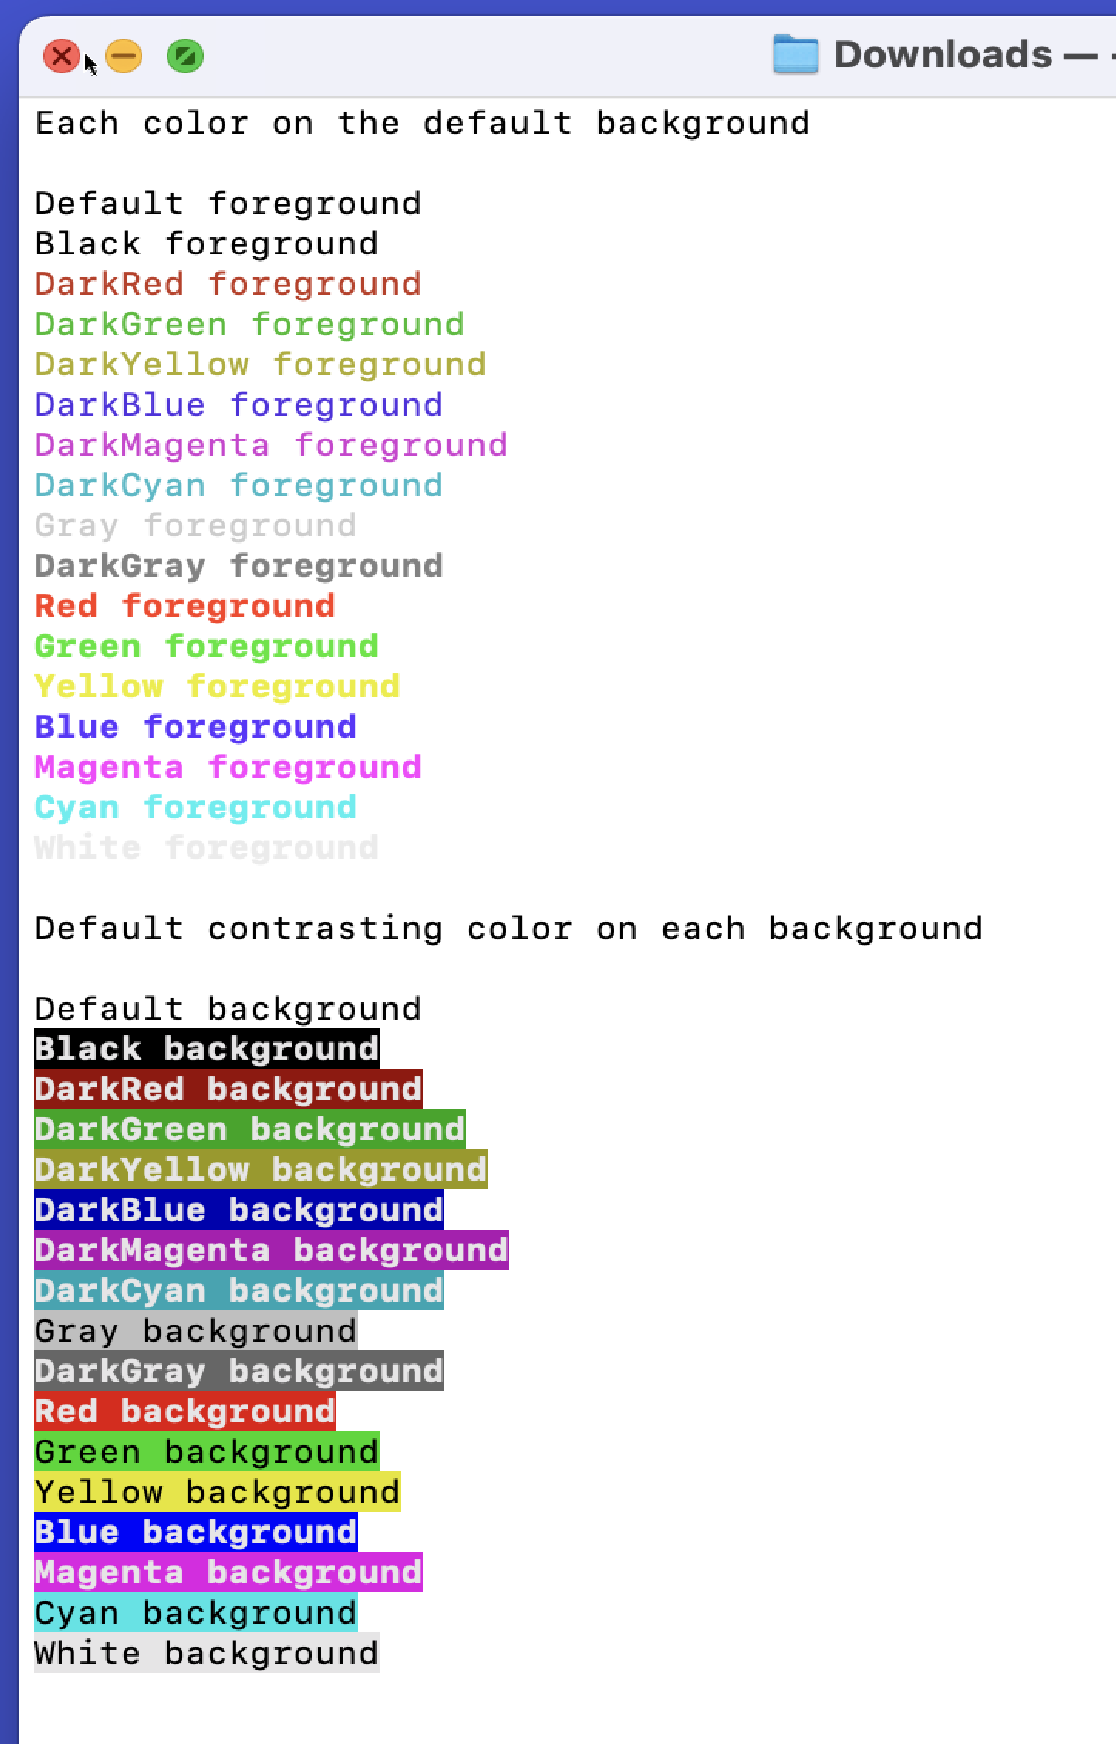 Downloads — -
Each color on the default background
Default foreground
Black foreground
DarkRed foreground
DarkGreen foreground
DarkYellow foreground
DarkBlue foreground
DarkMagenta foreground
DarkCyan foreground
Gray foreground
DarkGray foreground
Red foreground
Green foreground
Yellow foreground
Blue foreground
Magenta foreground
Cyan foreground
White foreground
Default contrasting color on each background
Default background
Black background
DarkRed background
DarkGreen background
DarkYellow background
DarkBlue background
DarkMagenta background
DarkCyan background
Gray background
DarkGray background
Red background
Green background
Yellow background
Blue background
Magenta background
Cyan background
White background